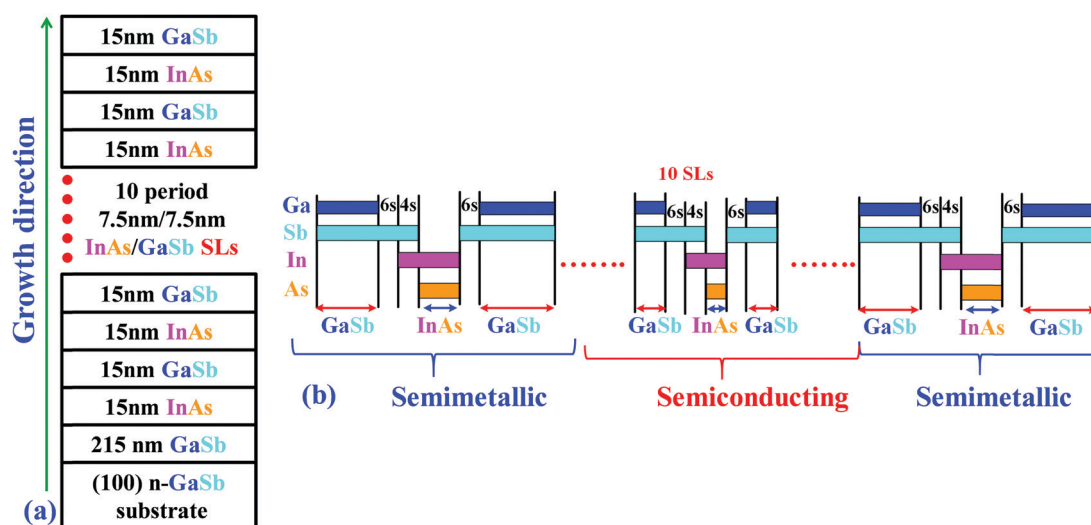 Growth direction
15nm GaSb
15nm InAs
15nm GaSb
15nm InAs
10 period
7.5nm/7.5nm
InAs/GaSb SLs
15nm GaSb
15nm InAs
15nm GaSb
15nm InAs
215 nm GaSb
(100) n-GaSb
substrate
(a)
10 SLs
Ga 6s 4s 6s 6s 4s 6s 6s 4s 6s
Sb
In
As
GaSb InAs GaSb GaSb InAs GaSb GaSb InAs GaSb
(b) Semimetallic Semiconducting Semimetallic